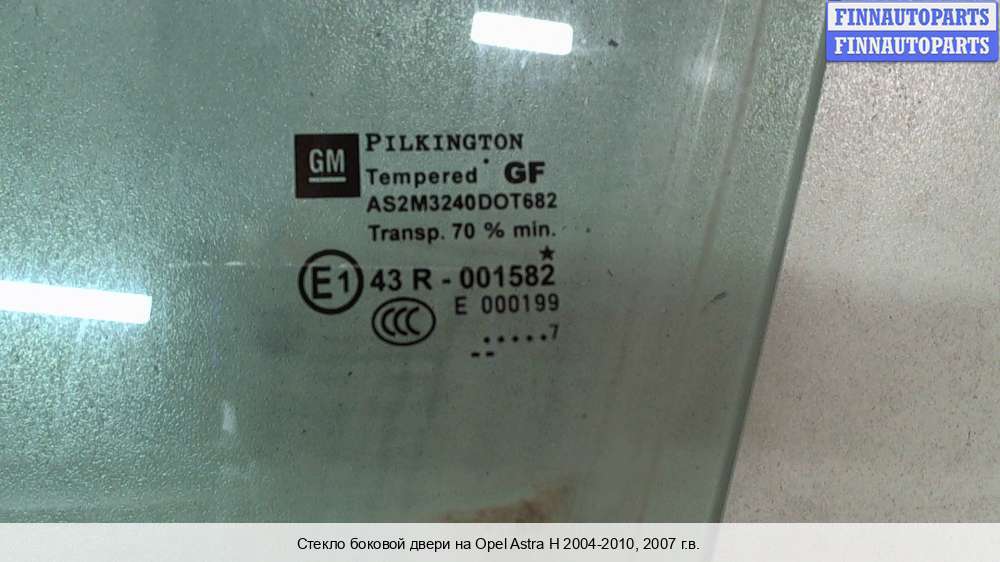 FINNAUTOPARTS
FINNAUTOPARTS
GM
PILKINGTON
Tempered GF
AS2M3240DOT682
Transp. 70 % min.
E1 43 R - 001582
CCC
E 000199
.....7
Стекло боковой двери на Opel Astra H 2004-2010, 2007 г.в.